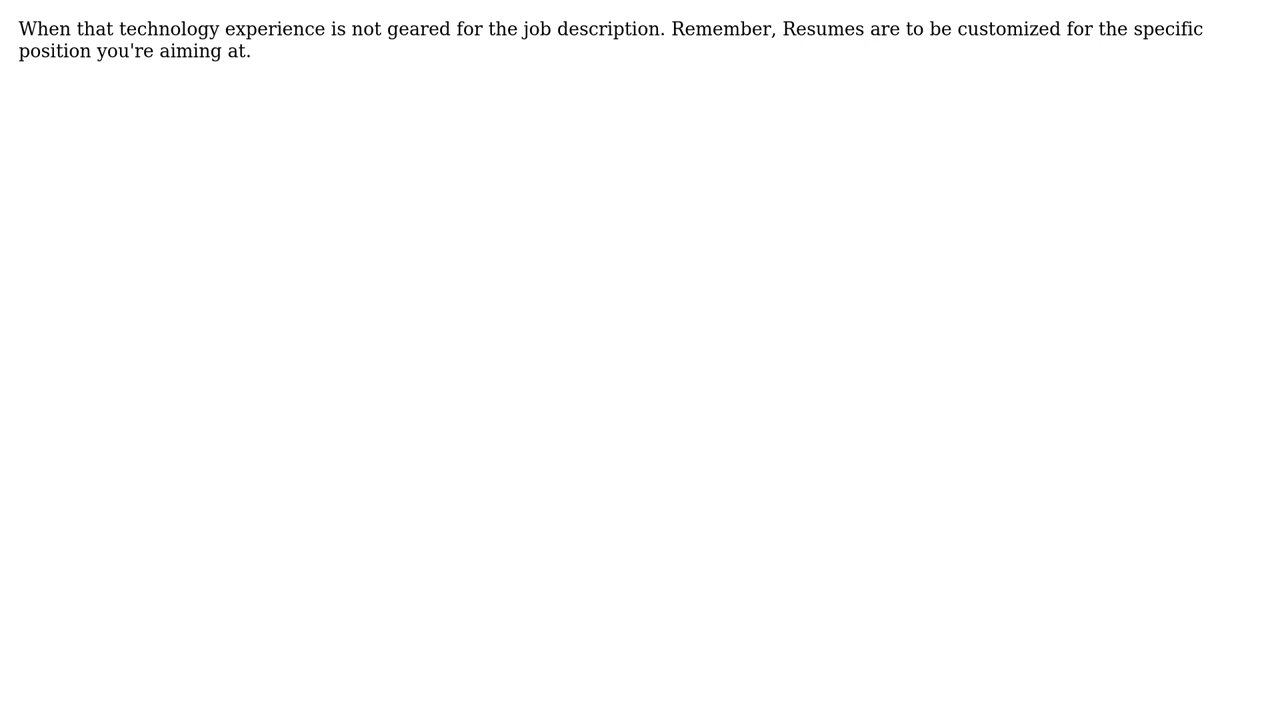 When that technology experience is not geared for the job description. Remember, Resumes are to be customized for the specific
position you're aiming at.